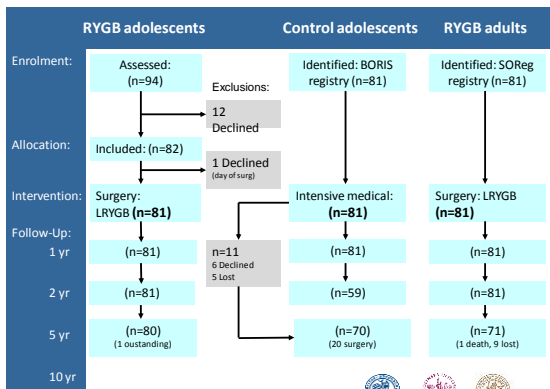 RYGB adolescents
Control adolescents
RYGB adults
Enrolment:
Assessed:
(n=94)
Identified: BORIS
registry (n=81)
Identified: SOReg
registry (n=81)
Exclusions:
12
Declined
Allocation:
Included: (n=82)
1 Declined
(day of surg)
Intervention:
Surgery:
LRYGB (n=81)
Intensive medical:
(n=81)
Surgery: LRYGB
(n=81)
Follow-Up:
1 yr
(n=81)
n=11
6 Declined
5 Lost
(n=81)
(n=81)
2 yr
(n=81)
(n=59)
(n=81)
5 yr
(n=80)
(1 oustanding)
(n=70)
(20 surgery)
(n=71)
(1 death, 9 lost)
10 yr